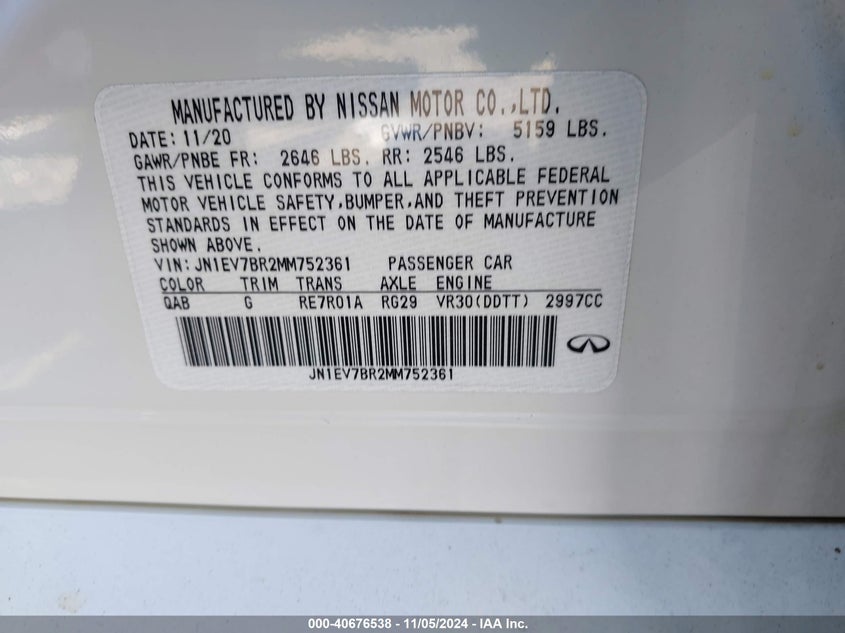 MANUFACTURED BY NISSAN MOTOR CO.,LTD.
DATE: 11/20 GVWR/PNBV: 5159 LBS.
GAWR/PNBE FR: 2646 LBS. RR: 2546 LBS.
THIS VEHICLE CONFORMS TO ALL APPLICABLE FEDERAL
MOTOR VEHICLE SAFETY,BUMPER,AND THEFT PREVENTION
STANDARDS IN EFFECT ON THE DATE OF MANUFACTURE
SHOWN ABOVE.
VIN: JN1EV7BR2MM752361 PASSENGER CAR
COLOR TRIM TRANS AXLE ENGINE
QAB G RE7R01A RG29 VR30(DDTT) 2997CC
JN1EV7BR2MM752361
000-40676538 - 11/05/2024 - IAA Inc.